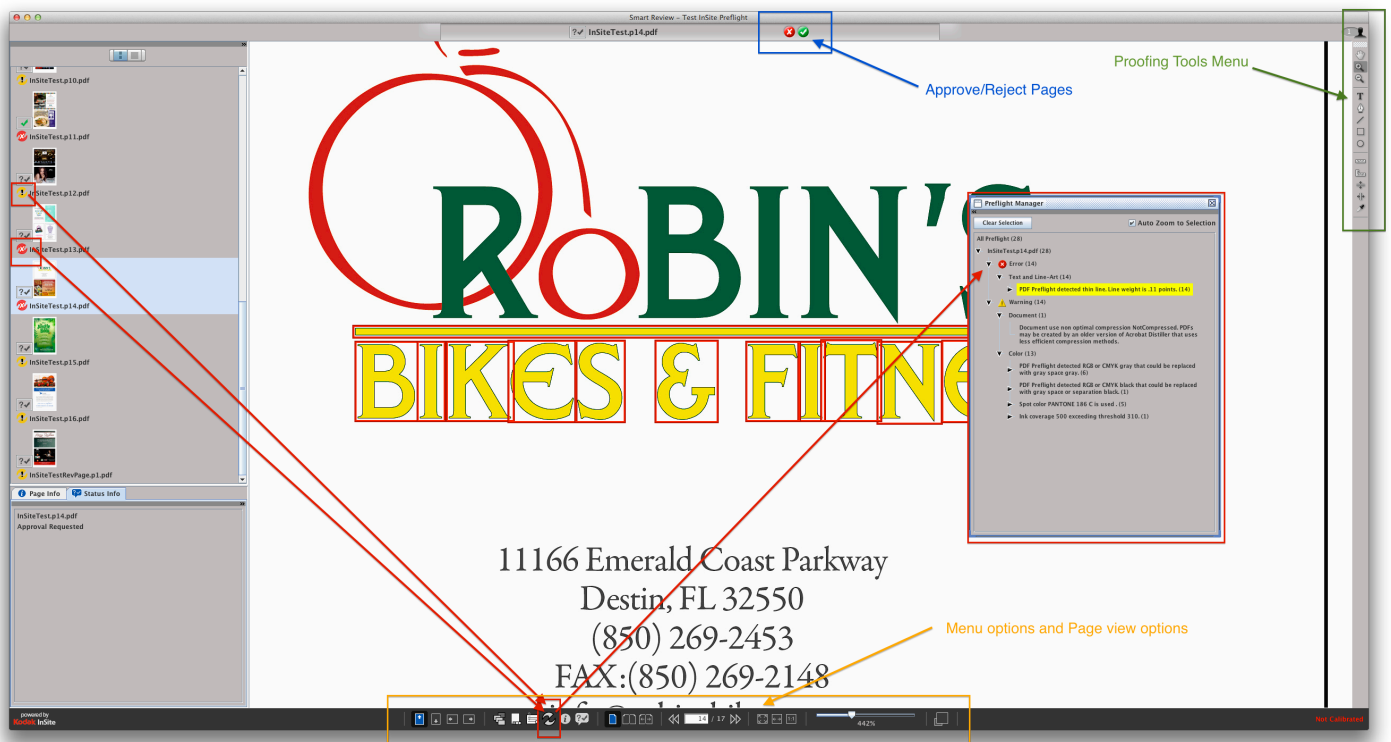 Smart Review – Test InSite Preflight
?✓ InSiteTest.p14.pdf
Approve/Reject Pages
Proofing Tools Menu
InSiteTest.p10.pdf
InSiteTest.p11.pdf
InSiteTest.p12.pdf
InSiteTest.p13.pdf
InSiteTest.p14.pdf
InSiteTest.p15.pdf
InSiteTest.p16.pdf
InSiteTestRevPage.p1.pdf
Page Info
Status Info
InSiteTest.p14.pdf
Approval Requested
ROBIN'S
BIKES & FITNE
11166 Emerald Coast Parkway
Destin, FL 32550
(850) 269-2453
FAX:(850) 269-2148
Preflight Manager
Clear Selection
Auto Zoom to Selection
All Preflight (28)
InSiteTest.p14.pdf (28)
Error (14)
Text and Line-Art (14)
PDF Preflight detected thin line. Line weight is .11 points. (14)
Warning (14)
Document (1)
Document use non optimal compression NotCompressed. PDFs
may be created by an older version of Acrobat Distiller that uses
less efficient compression methods.
Color (13)
PDF Preflight detected RGB or CMYK gray that could be replaced
with gray space gray. (6)
PDF Preflight detected RGB or CMYK black that could be replaced
with gray space or separation black. (1)
Spot color PANTONE 186 C is used . (5)
Ink coverage 500 exceeding threshold 310. (1)
Menu options and Page view options
powered by
Kodak InSite
14 / 17
1:1
442%
Not Calibrated